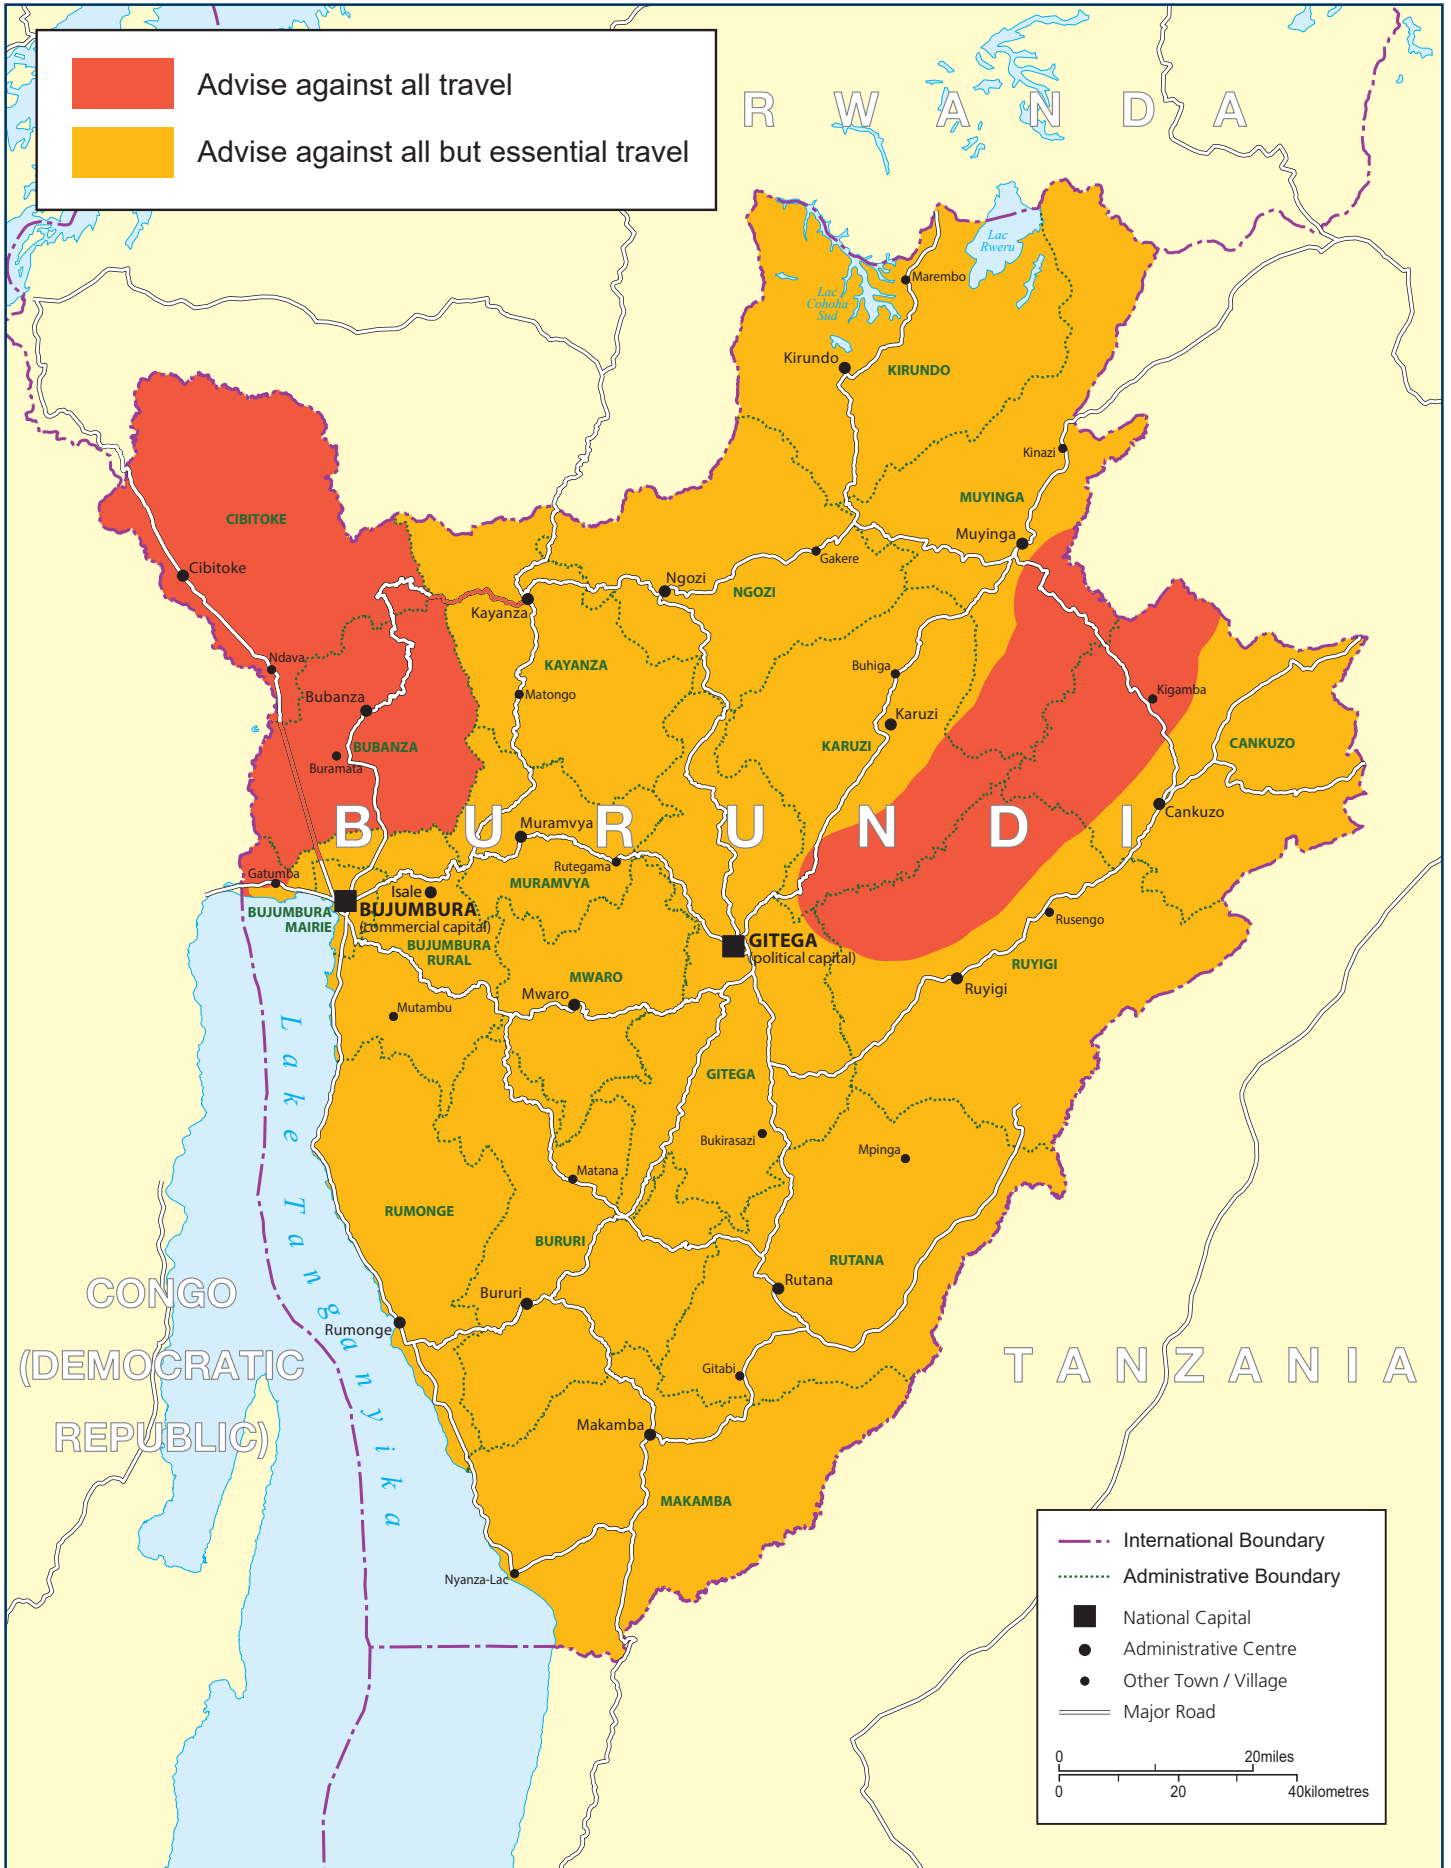 Advise against all travel
Advise against all but essential travel
R W A N D A
Lac
Rweru
Marembo
Lac
Cohoha
Sud
Kirundo
KIRUNDO
Kinazi
MUYINGA
CIBITOKE
Muyinga
Gakere
Cibitoke
Ngozi
NGOZI
Kayanza
KAYANZA
Ndava
Buhiga
Kigamba
Matongo
Bubanza
Karuzi
BUBANZA
KARUZI
CANKUZO
Buramata
B U R U N D I
Cankuzo
Muramvya
Rutegama
Gatumba
MURAMVYA
Isale
BUJUMBURA
MAIRIE
BUJUMBURA
(commercial capital)
Rusengo
GITEGA
(political capital)
BUJUMBURA
RURAL
RUYIGI
MWARO
Mwaro
Ruyigi
Mutambu
GITEGA
Bukirasazi
Mpinga
Matana
Lake Tanganyika
RUMONGE
BURURI
RUTANA
Rutana
CONGO
(DEMOCRATIC
REPUBLIC)
Bururi
Rumonge
Gitabi
T A N Z A N I A
Makamba
MAKAMBA
Nyanza-Lac
International Boundary
Administrative Boundary
National Capital
Administrative Centre
Other Town / Village
Major Road
0 20miles
0 20 40kilometres